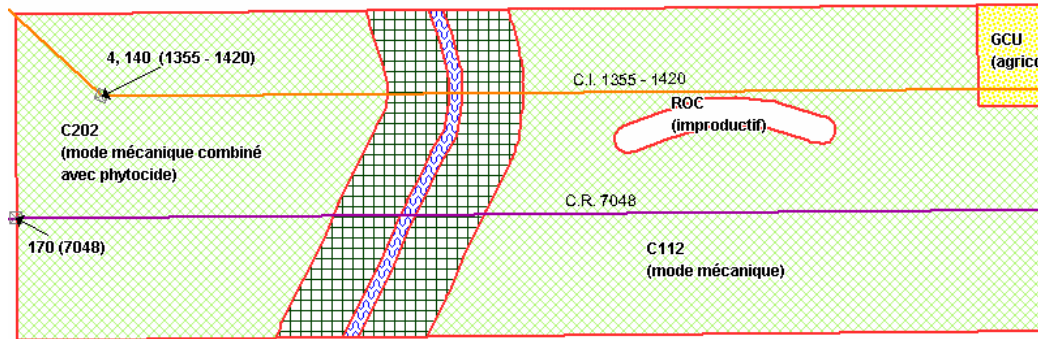 4, 140 (1355 - 1420)
GCU
(agrico
C.I. 1355 - 1420
ROC
(improductif)
C202
(mode mécanique combiné
avec phytocide)
C.R. 7048
170 (7048)
C112
(mode mécanique)